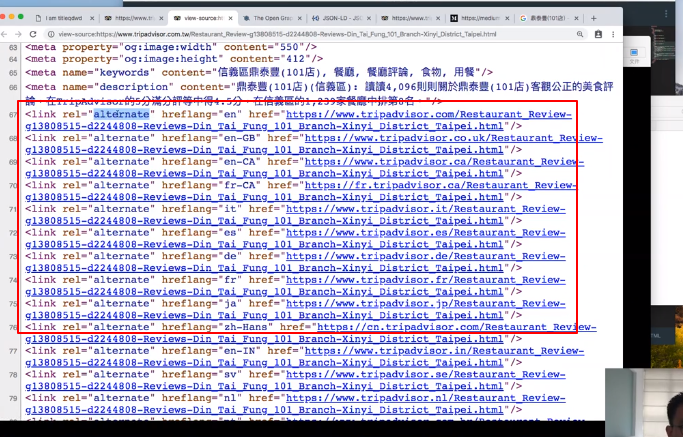 I am titleqdwd
https://www.tri
view-source:ht
The Open Grap
JSON-LD - JSO
https://www.tr
https://medium
鼎泰豐(101店)
view-source:https://www.tripadvisor.com.tw/Restaurant_Review-g13808515-d2244808-Reviews-Din_Tai_Fung_101_Branch-Xinyi_District_Taipei.html
63 <meta property="og:image:width" content="550"/>
64 <meta property="og:image:height" content="412"/>
65 <meta name="keywords" content="信義區鼎泰豐(101店), 餐廳, 餐廳評論, 食物, 用餐"/>
66 <meta name="description" content="鼎泰豐(101店)(信義區): 讀讀4,096則則關於鼎泰豐(101店)客觀公正的美食評
論，在TripAdvisor的5分滿分評等中得4.5分，在信義區的1,239家餐廳中排第8名。"/>
67 <link rel="alternate" hreflang="en" href="https://www.tripadvisor.com/Restaurant_Review-
g13808515-d2244808-Reviews-Din_Tai_Fung_101_Branch-Xinyi_District_Taipei.html"/>
68 <link rel="alternate" hreflang="en-GB" href="https://www.tripadvisor.co.uk/Restaurant_Review-
g13808515-d2244808-Reviews-Din_Tai_Fung_101_Branch-Xinyi_District_Taipei.html"/>
69 <link rel="alternate" hreflang="en-CA" href="https://www.tripadvisor.ca/Restaurant_Review-
g13808515-d2244808-Reviews-Din_Tai_Fung_101_Branch-Xinyi_District_Taipei.html"/>
70 <link rel="alternate" hreflang="fr-CA" href="https://fr.tripadvisor.ca/Restaurant_Review-
g13808515-d2244808-Reviews-Din_Tai_Fung_101_Branch-Xinyi_District_Taipei.html"/>
71 <link rel="alternate" hreflang="it" href="https://www.tripadvisor.it/Restaurant_Review-
g13808515-d2244808-Reviews-Din_Tai_Fung_101_Branch-Xinyi_District_Taipei.html"/>
72 <link rel="alternate" hreflang="es" href="https://www.tripadvisor.es/Restaurant_Review-
g13808515-d2244808-Reviews-Din_Tai_Fung_101_Branch-Xinyi_District_Taipei.html"/>
73 <link rel="alternate" hreflang="de" href="https://www.tripadvisor.de/Restaurant_Review-
g13808515-d2244808-Reviews-Din_Tai_Fung_101_Branch-Xinyi_District_Taipei.html"/>
74 <link rel="alternate" hreflang="fr" href="https://www.tripadvisor.fr/Restaurant_Review-
g13808515-d2244808-Reviews-Din_Tai_Fung_101_Branch-Xinyi_District_Taipei.html"/>
75 <link rel="alternate" hreflang="ja" href="https://www.tripadvisor.jp/Restaurant_Review-
g13808515-d2244808-Reviews-Din_Tai_Fung_101_Branch-Xinyi_District_Taipei.html"/>
76 <link rel="alternate" hreflang="zh-Hans" href="https://cn.tripadvisor.com/Restaurant_Review-
g13808515-d2244808-Reviews-Din_Tai_Fung_101_Branch-Xinyi_District_Taipei.html"/>
77 <link rel="alternate" hreflang="en-IN" href="https://www.tripadvisor.in/Restaurant_Review-
g13808515-d2244808-Reviews-Din_Tai_Fung_101_Branch-Xinyi_District_Taipei.html"/>
78 <link rel="alternate" hreflang="sv" href="https://www.tripadvisor.se/Restaurant_Review-
g13808515-d2244808-Reviews-Din_Tai_Fung_101_Branch-Xinyi_District_Taipei.html"/>
79 <link rel="alternate" hreflang="nl" href="https://www.tripadvisor.nl/Restaurant_Review-
g13808515-d2244808-Reviews-Din_Tai_Fung_101_Branch-Xinyi_District_Taipei.html"/>